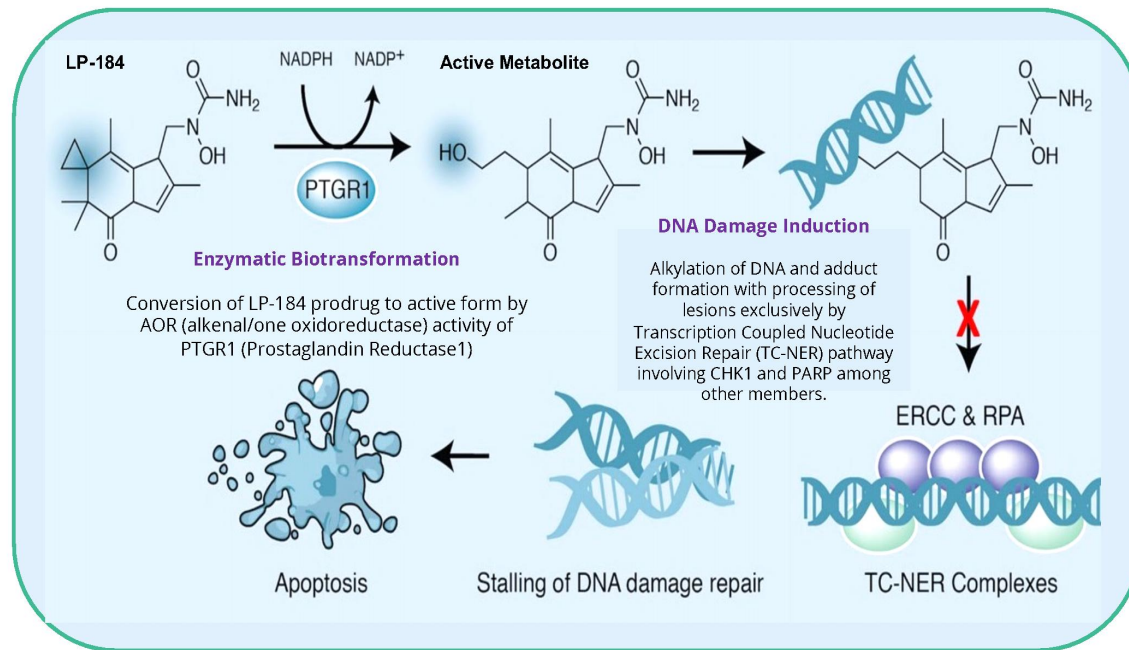 LP-184
O
NH2
N
OH
O
NADPH NADP+
PTGR1
Active Metabolite
O
NH2
N
OH
HO
O
O
NH2
N
OH
O
Enzymatic Biotransformation
Conversion of LP-184 prodrug to active form by
AOR (alkenal/one oxidoreductase) activity of
PTGR1 (Prostaglandin Reductase1)
DNA Damage Induction
Alkylation of DNA and adduct
formation with processing of
lesions exclusively by
Transcription Coupled Nucleotide
Excision Repair (TC-NER) pathway
involving CHK1 and PARP among
other members.
X
ERCC & RPA
Apoptosis
Stalling of DNA damage repair
TC-NER Complexes